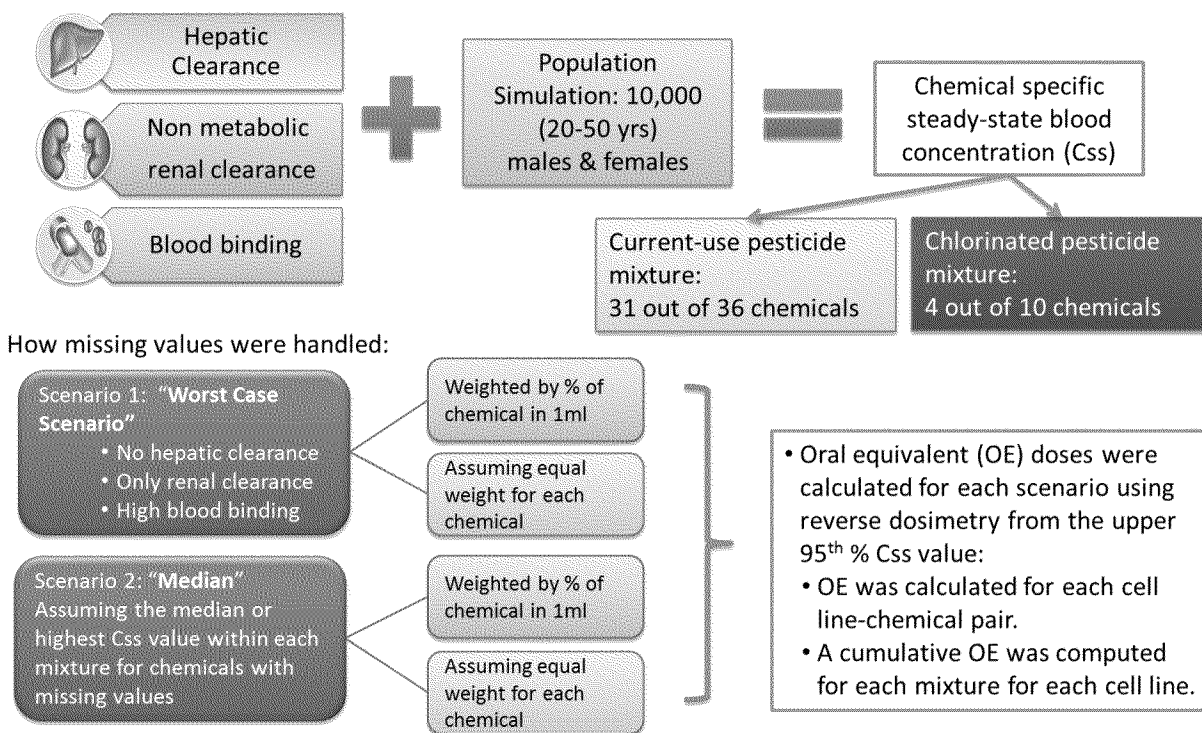 Hepatic
Clearance
Non metabolic
renal clearance
Blood binding
Population
Simulation: 10,000
(20-50 yrs)
males & females
Chemical specific
steady-state blood
concentration (Css)
Current-use pesticide
mixture:
31 out of 36 chemicals
Chlorinated pesticide
mixture:
4 out of 10 chemicals
How missing values were handled:
Scenario 1: "Worst Case
Scenario"
• No hepatic clearance
• Only renal clearance
• High blood binding
Weighted by % of
chemical in 1ml
Assuming equal
weight for each
chemical
Scenario 2: "Median"
Assuming the median or
highest Css value within each
mixture for chemicals with
missing values
Weighted by % of
chemical in 1ml
Assuming equal
weight for each
chemical
• Oral equivalent (OE) doses were
calculated for each scenario using
reverse dosimetry from the upper
95th % Css value:
• OE was calculated for each cell
line-chemical pair.
• A cumulative OE was computed
for each mixture for each cell line.